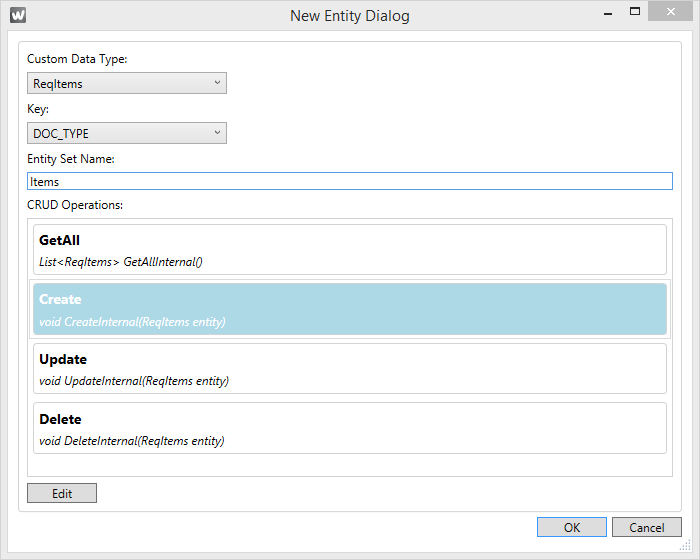 W
New Entity Dialog
Custom Data Type:
ReqItems
Key:
DOC_TYPE
Entity Set Name:
Items
CRUD Operations:
GetAll
List<ReqItems> GetAllInternal()
Create
void CreateInternal(ReqItems entity)
Update
void UpdateInternal(ReqItems entity)
Delete
void DeleteInternal(ReqItems entity)
Edit
OK Cancel